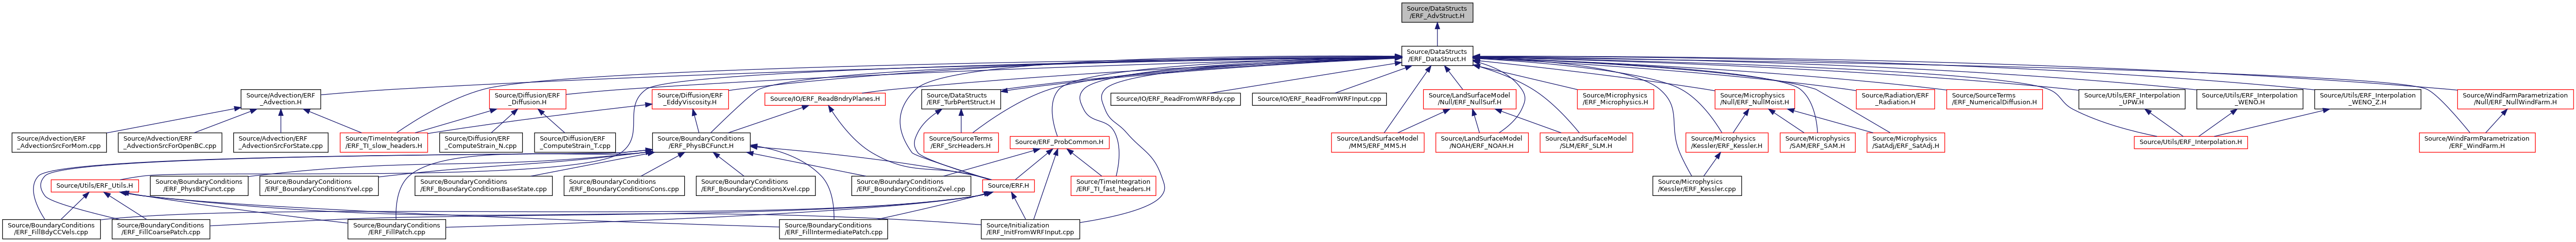 Source/DataStructs
/ERF_AdvStruct.H
Source/DataStructs
/ERF_DataStruct.H
Source/Advection/ERF
_Advection.H
Source/Diffusion/ERF
_Diffusion.H
Source/Diffusion/ERF
_EddyViscosity.H
Source/IO/ERF_ReadBndryPlanes.H
Source/DataStructs
/ERF_TurbPertStruct.H
Source/IO/ERF_ReadFromWRFBdy.cpp
Source/IO/ERF_ReadFromWRFInput.cpp
Source/LandSurfaceModel
/Null/ERF_NullSurf.H
Source/Microphysics
/ERF_Microphysics.H
Source/Microphysics
/Null/ERF_NullMoist.H
Source/Radiation/ERF
_Radiation.H
Source/SourceTerms
/ERF_NumericalDiffusion.H
Source/Utils/ERF_Interpolation
_UPW.H
Source/Utils/ERF_Interpolation
_WENO.H
Source/Utils/ERF_Interpolation
_WENO_Z.H
Source/WindFarmParametrization
/Null/ERF_NullWindFarm.H
Source/Advection/ERF
_AdvectionSrcForMom.cpp
Source/Advection/ERF
_AdvectionSrcForOpenBC.cpp
Source/Advection/ERF
_AdvectionSrcForState.cpp
Source/TimeIntegration
/ERF_TI_slow_headers.H
Source/Diffusion/ERF
_ComputeStrain_N.cpp
Source/Diffusion/ERF
_ComputeStrain_T.cpp
Source/BoundaryConditions
/ERF_PhysBCFunct.H
Source/SourceTerms
/ERF_SrcHeaders.H
Source/ERF_ProbCommon.H
Source/LandSurfaceModel
/MM5/ERF_MM5.H
Source/LandSurfaceModel
/NOAH/ERF_NOAH.H
Source/LandSurfaceModel
/SLM/ERF_SLM.H
Source/Microphysics
/Kessler/ERF_Kessler.H
Source/Microphysics
/SAM/ERF_SAM.H
Source/Microphysics
/SatAdj/ERF_SatAdj.H
Source/Utils/ERF_Interpolation.H
Source/WindFarmParametrization
/ERF_WindFarm.H
Source/Utils/ERF_Utils.H
Source/BoundaryConditions
/ERF_PhysBCFunct.cpp
Source/BoundaryConditions
/ERF_BoundaryConditionsYvel.cpp
Source/BoundaryConditions
/ERF_BoundaryConditionsBaseState.cpp
Source/BoundaryConditions
/ERF_BoundaryConditionsCons.cpp
Source/BoundaryConditions
/ERF_BoundaryConditionsXvel.cpp
Source/BoundaryConditions
/ERF_BoundaryConditionsZvel.cpp
Source/ERF.H
Source/TimeIntegration
/ERF_TI_fast_headers.H
Source/Microphysics
/Kessler/ERF_Kessler.cpp
Source/BoundaryConditions
/ERF_FillBdyCCVels.cpp
Source/BoundaryConditions
/ERF_FillCoarsePatch.cpp
Source/BoundaryConditions
/ERF_FillPatch.cpp
Source/BoundaryConditions
/ERF_FillIntermediatePatch.cpp
Source/Initialization
/ERF_InitFromWRFInput.cpp